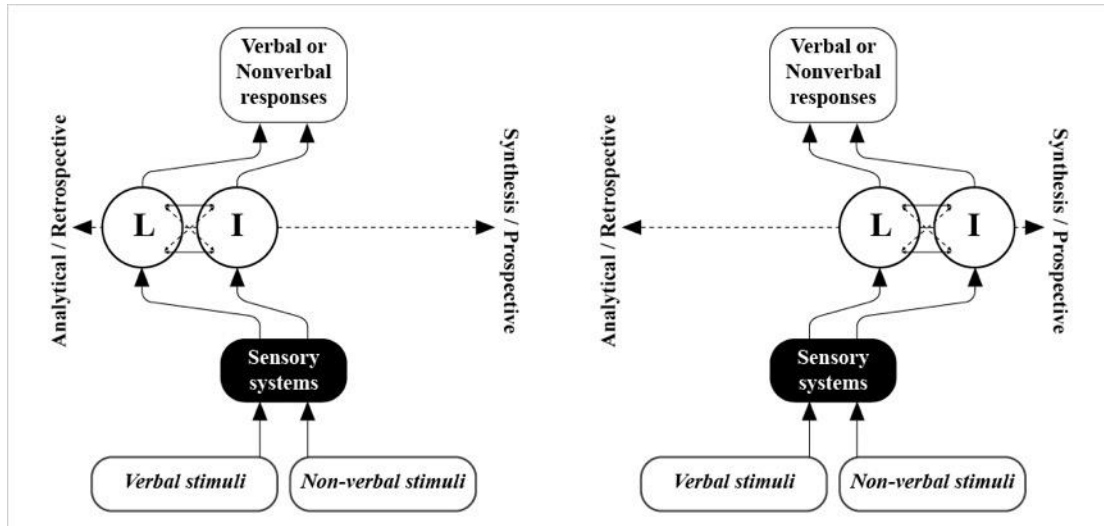 Verbal or
Nonverbal
responses
Analytical / Retrospective
L
I
Synthesis / Prospective
Sensory
systems
Verbal stimuli
Non-verbal stimuli
Verbal or
Nonverbal
responses
Analytical / Retrospective
L
I
Synthesis / Prospective
Sensory
systems
Verbal stimuli
Non-verbal stimuli